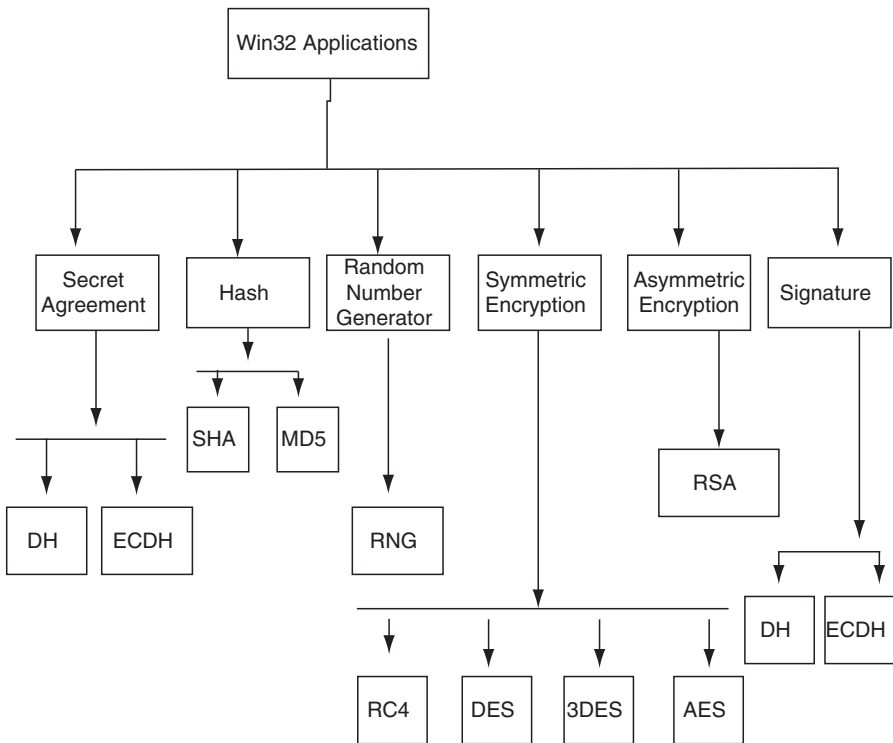 Win32 Applications
Secret
Agreement
Hash
Random
Number
Generator
Symmetric
Encryption
Asymmetric
Encryption
Signature
SHA
MD5
RSA
DH
ECDH
RNG
DH
ECDH
RC4
DES
3DES
AES